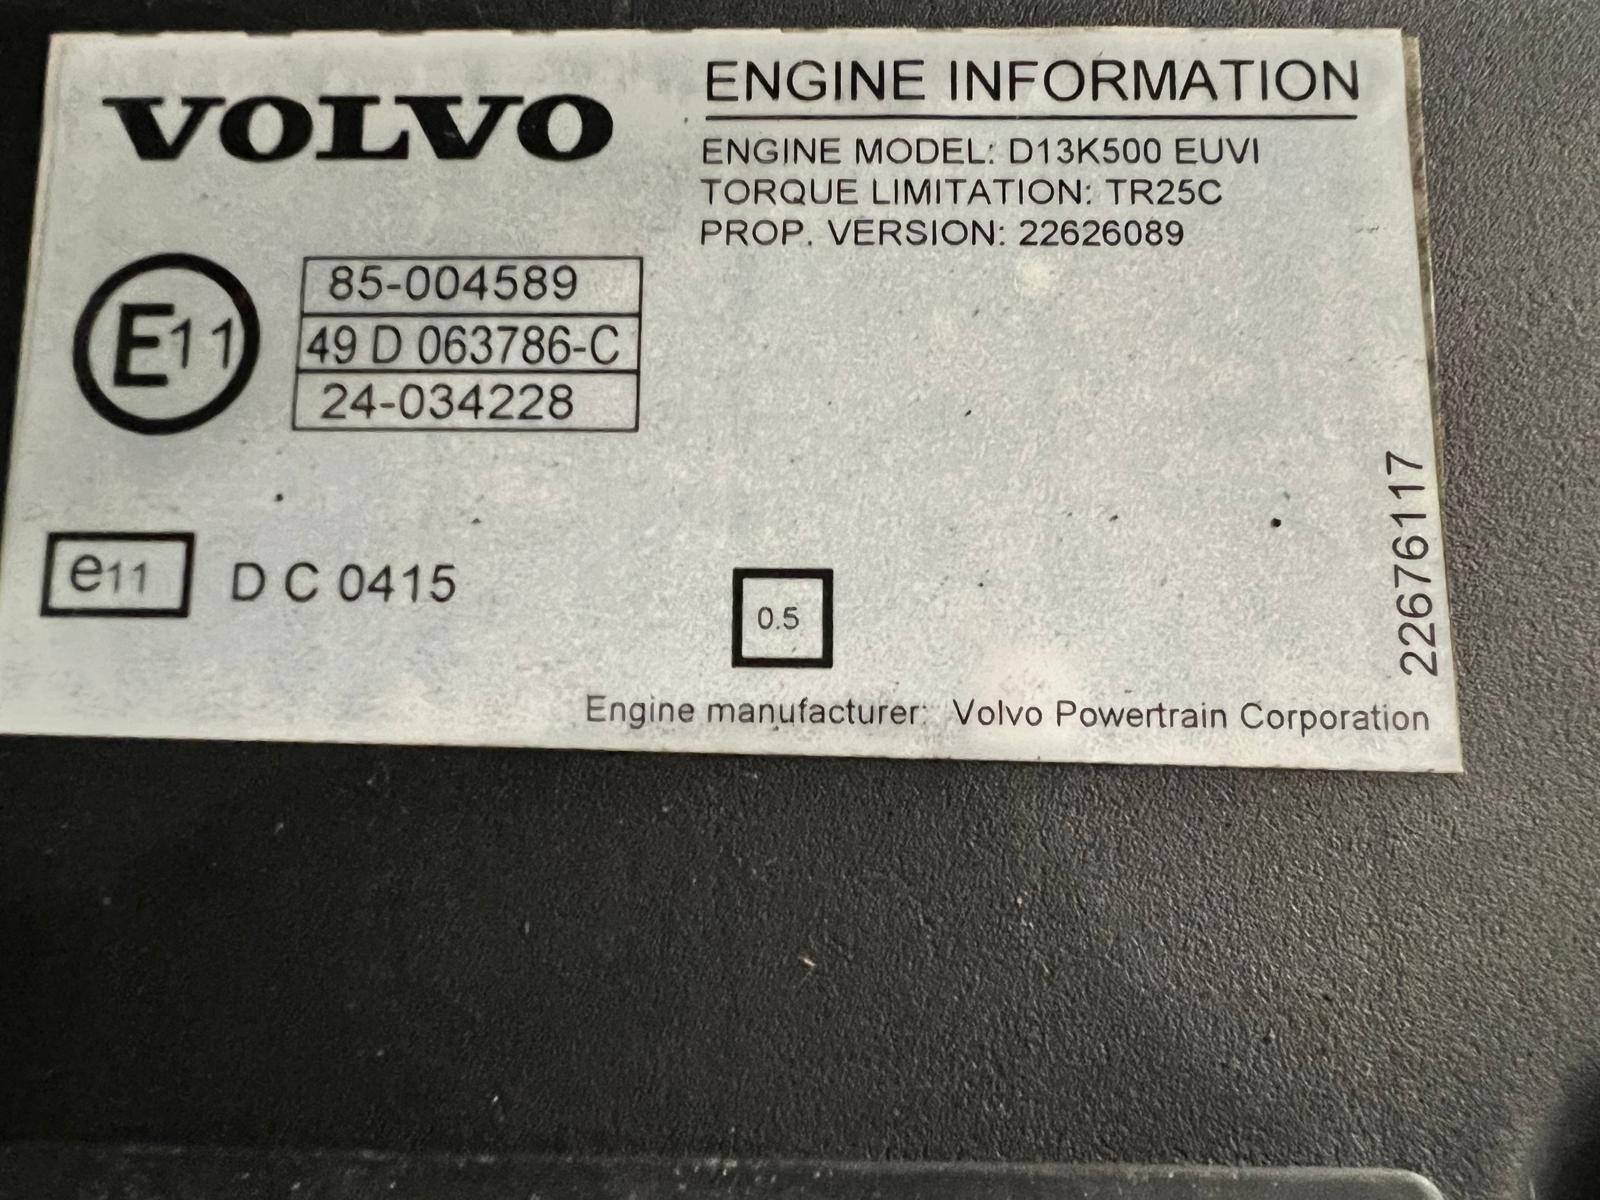 VOLVO
ENGINE INFORMATION
ENGINE MODEL: D13K500 EUVI
TORQUE LIMITATION: TR25C
PROP. VERSION: 22626089
E11
85-004589
49 D 063786-C
24-034228
e11 D C 0415
0.5
22676117
Engine manufacturer: Volvo Powertrain Corporation